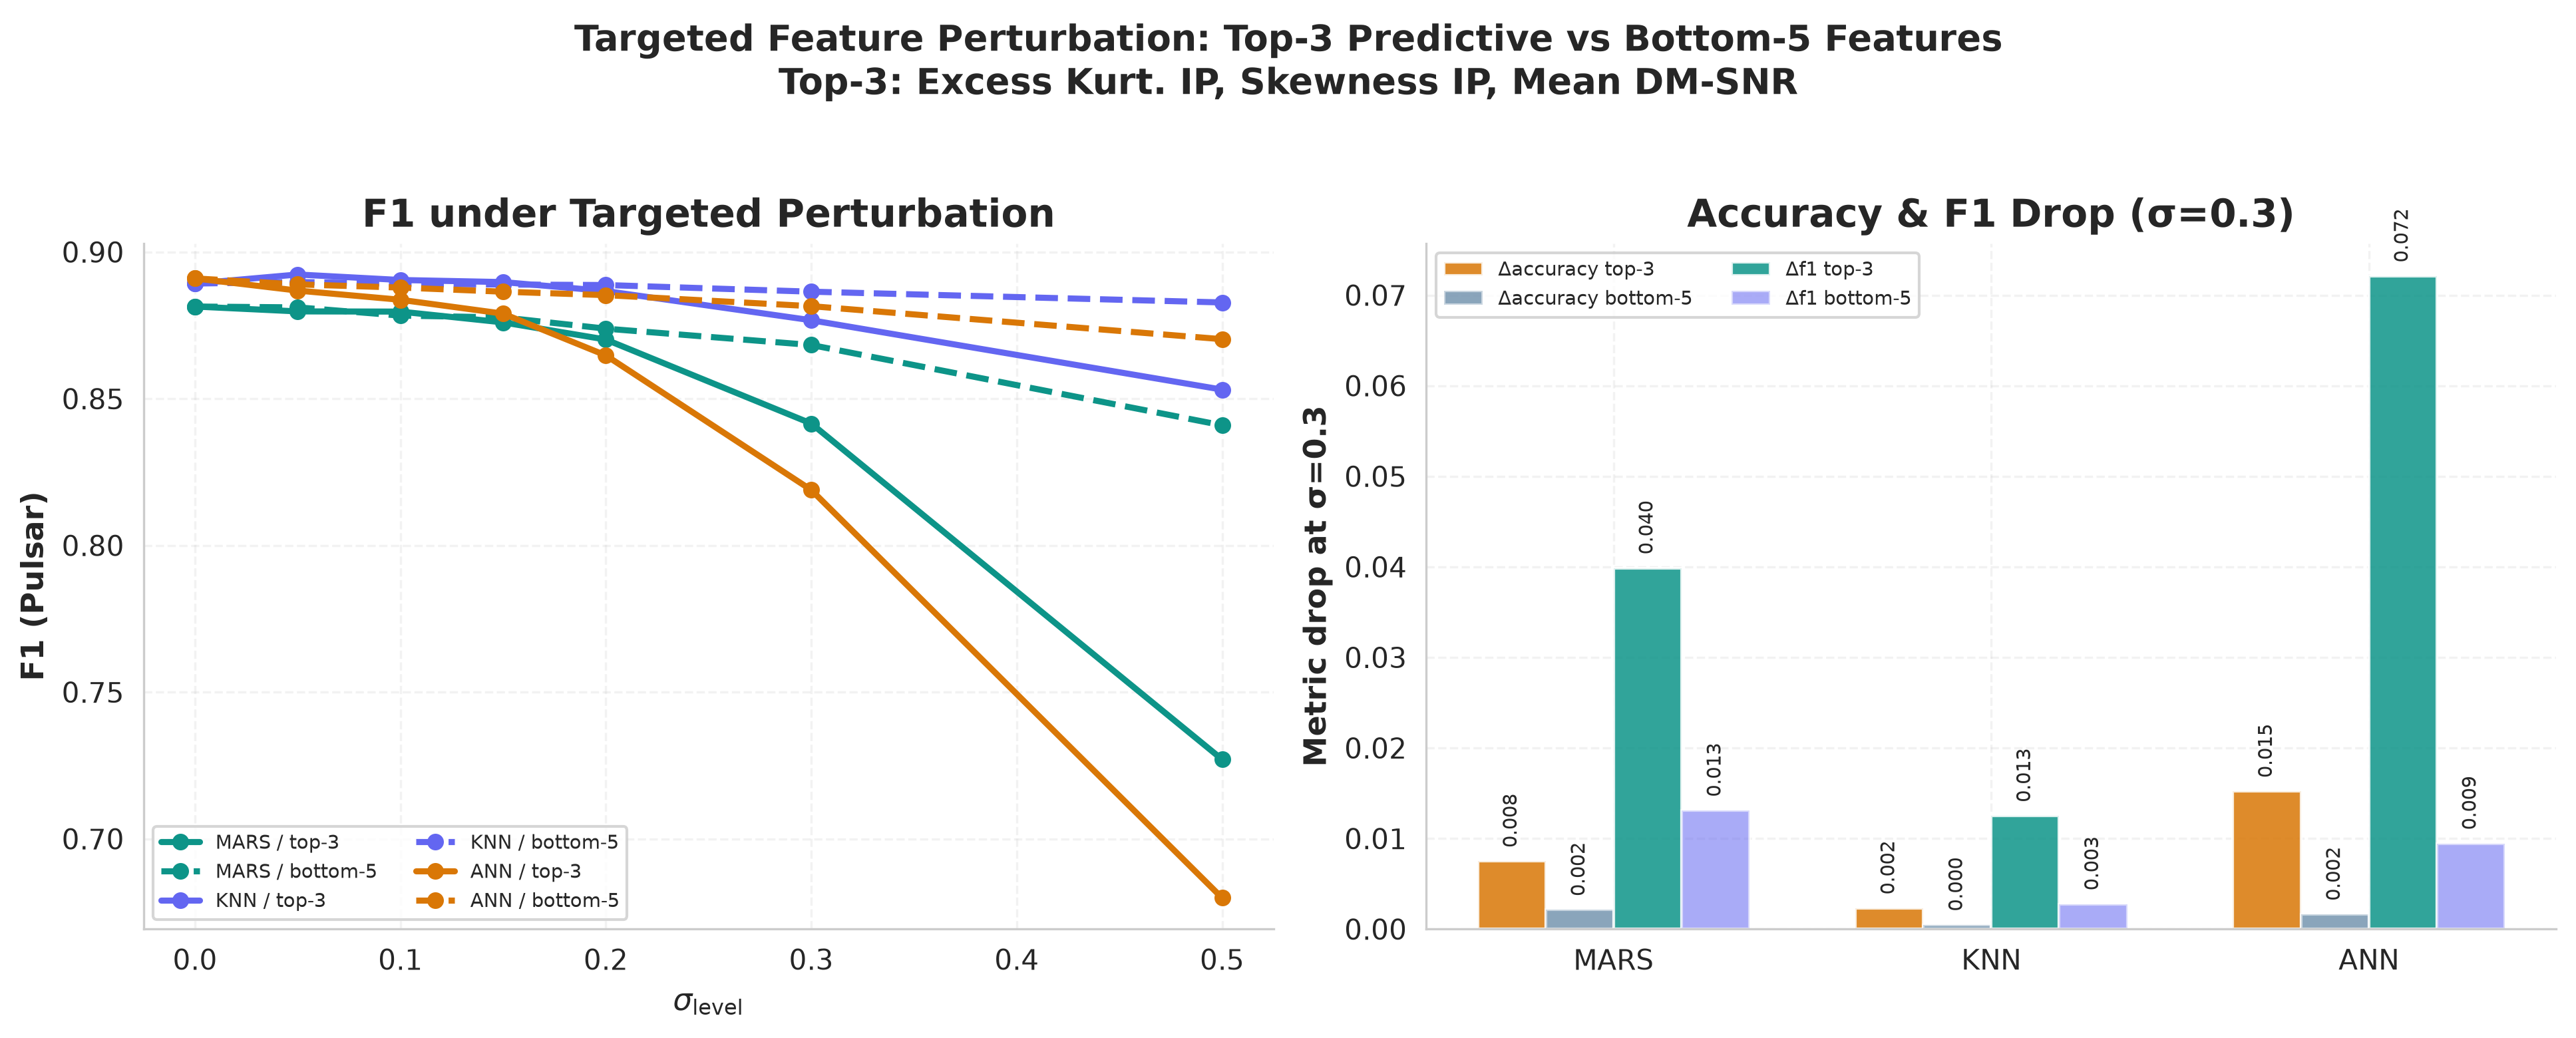 Targeted Feature Perturbation: Top-3 Predictive vs Bottom-5 Features
Top-3: Excess Kurt. IP, Skewness IP, Mean DM-SNR
F1 under Targeted Perturbation
F1 (Pulsar)
0.90
0.85
0.80
0.75
0.70
MARS / top-3
MARS / bottom-5
KNN / top-3
KNN / bottom-5
ANN / top-3
ANN / bottom-5
0.0 0.1 0.2 0.3 0.4 0.5
σlevel
Accuracy & F1 Drop (σ=0.3)
Metric drop at σ=0.3
0.07
0.06
0.05
0.04
0.03
0.02
0.01
0.00
Δaccuracy top-3
Δaccuracy bottom-5
Δf1 top-3
Δf1 bottom-5
0.008
0.002
0.040
0.013
0.002
0.000
0.013
0.003
0.015
0.002
0.072
0.009
MARS KNN ANN